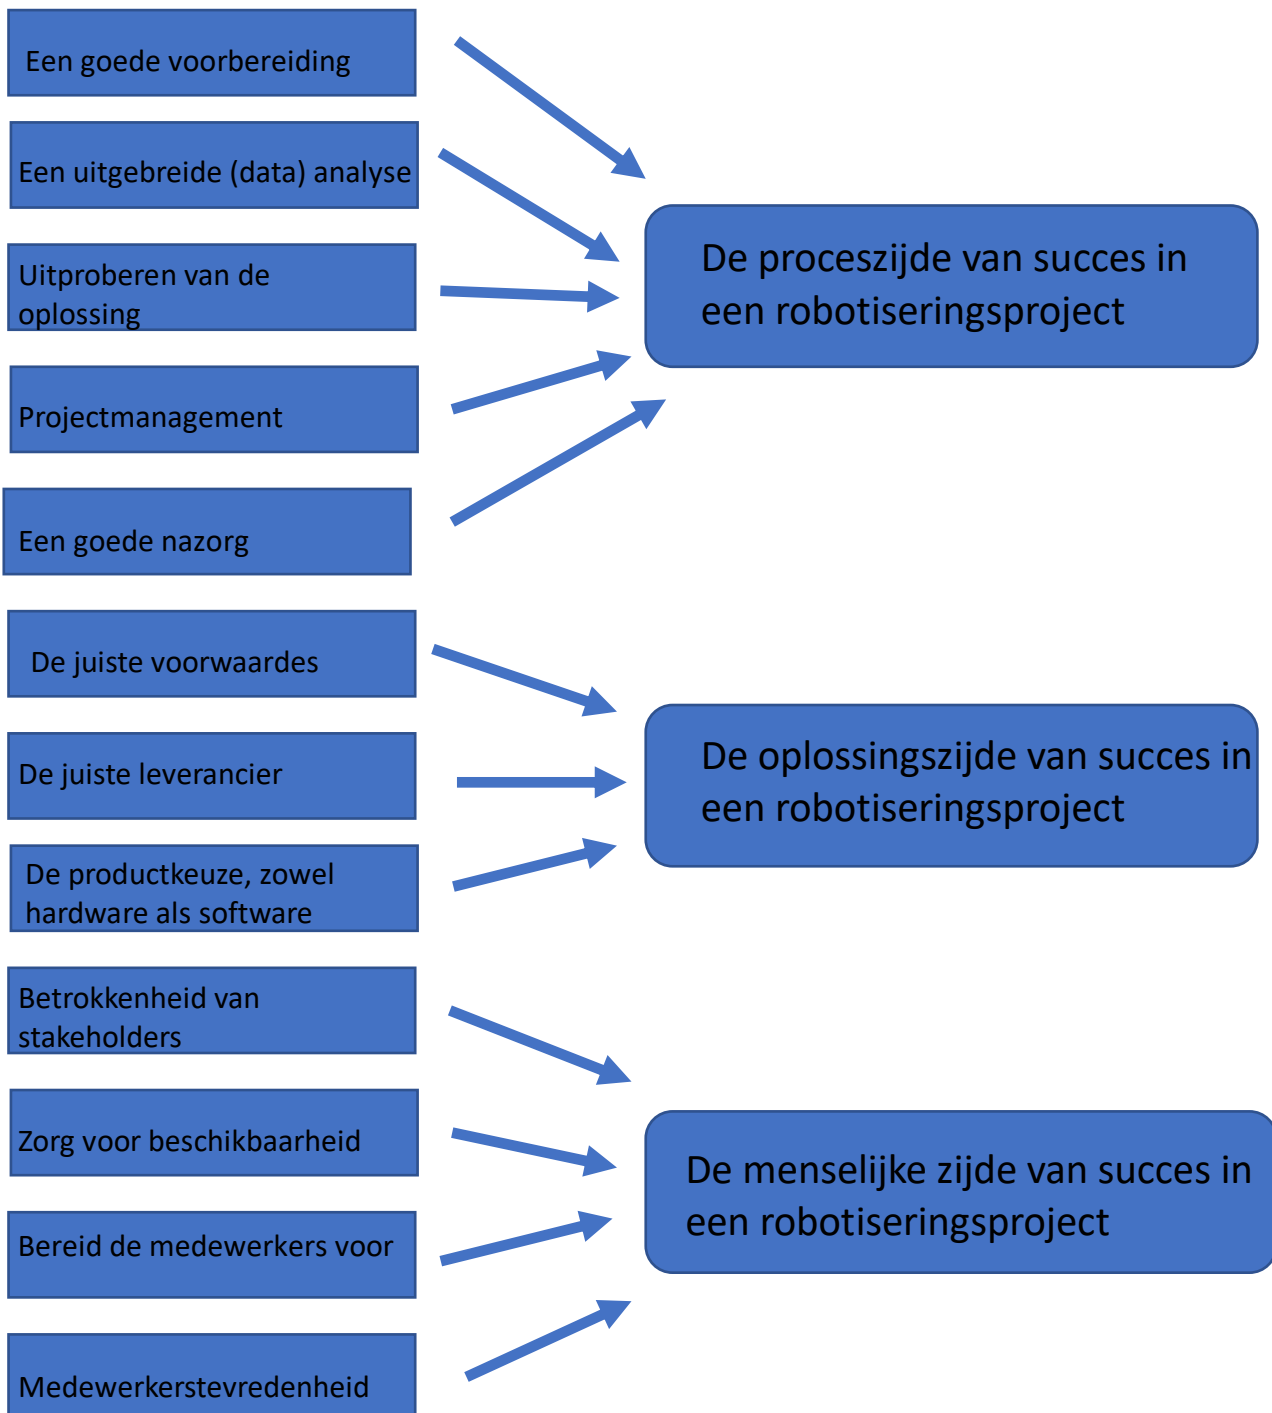 Een goede voorbereiding
Een uitgebreide (data) analyse
Uitproberen van de
oplossing
Projectmanagement
Een goede nazorg
De proceszijde van succes in
een robotiseringsproject
De juiste voorwaardes
De juiste leverancier
De productkeuze, zowel
hardware als software
De oplossingszijde van succes in
een robotiseringsproject
Betrokkenheid van
stakeholders
Zorg voor beschikbaarheid
Bereid de medewerkers voor
Medewerkerstevredenheid
De menselijke zijde van succes in
een robotiseringsproject